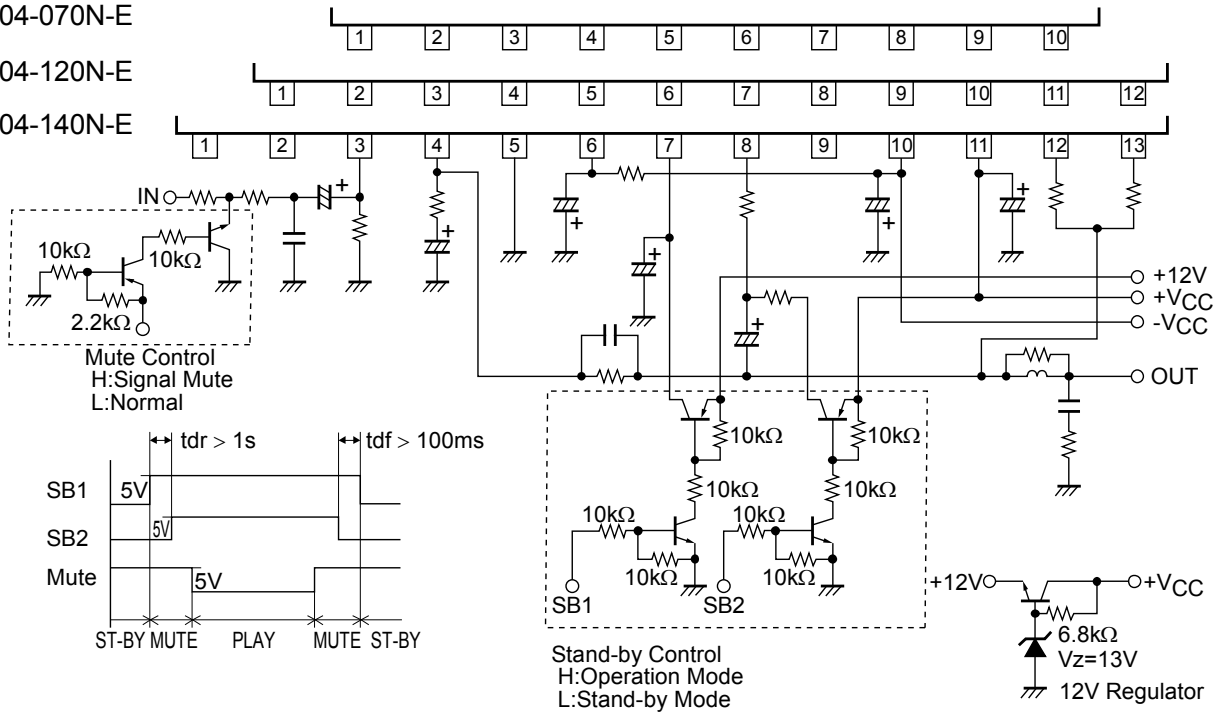 04-070N-E
1 2 3 4 5 6 7 8 9 10
04-120N-E
1 2 3 4 5 6 7 8 9 10 11 12
04-140N-E
1 2 3 4 5 6 7 8 9 10 11 12 13
IN
+
+
+
+
+
+
+
10kΩ
10kΩ
2.2kΩ
Mute Control
H:Signal Mute
L:Normal
+12V
+VCC
-VCC
OUT
tdr > 1s
tdf > 100ms
SB1
5V
SB2
5V
Mute
5V
ST-BY MUTE PLAY MUTE ST-BY
10kΩ
10kΩ
10kΩ
10kΩ
10kΩ
10kΩ
10kΩ
10kΩ
SB1
SB2
Stand-by Control
H:Operation Mode
L:Stand-by Mode
+12V
+VCC
6.8kΩ
Vz=13V
12V Regulator